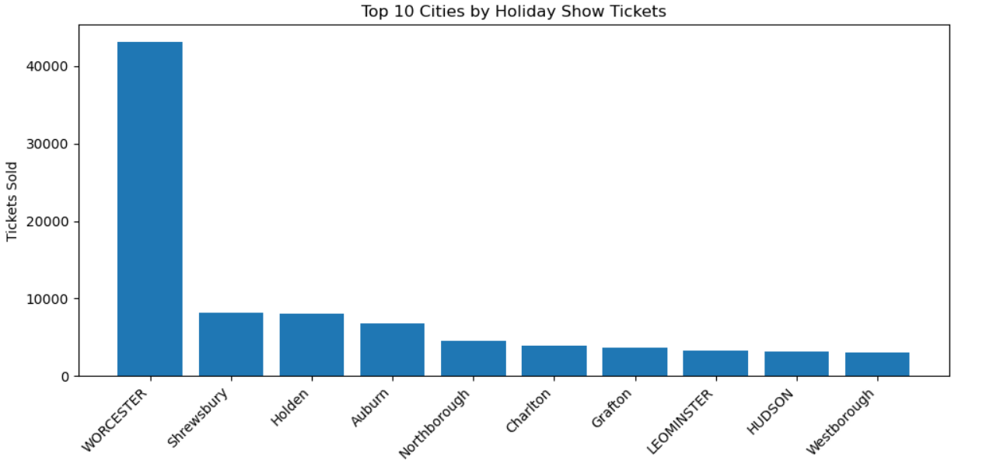 Top 10 Cities by Holiday Show Tickets
Tickets Sold
40000
30000
20000
10000
0
WORCESTER
Shrewsbury
Holden
Auburn
Northborough
Charlton
Grafton
LEOMINSTER
HUDSON
Westborough